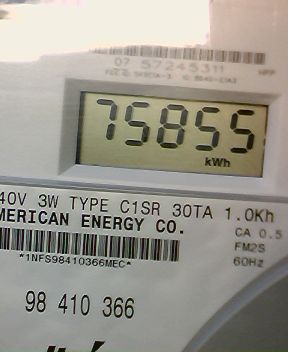 07 57245311
75855
kWh
40V 3W TYPE C1SR 30TA 1.0Kh
MERICAN ENERGY CO.
CA 0.5
FM2S
60Hz
*1NFS98410366MEC*
98 410 366